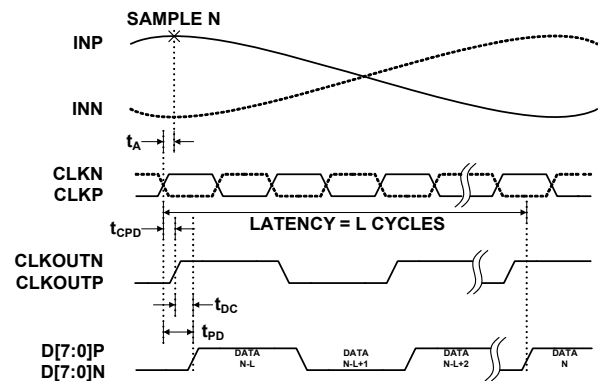 SAMPLE N
INP
INN
tA
CLKN
CLKP
LATENCY = L CYCLES
tCPD
CLKOUTN
CLKOUTP
tDC
tPD
D[7:0]P
D[7:0]N
DATA
N-L
DATA
N-L+1
DATA
N-L+2
DATA
N